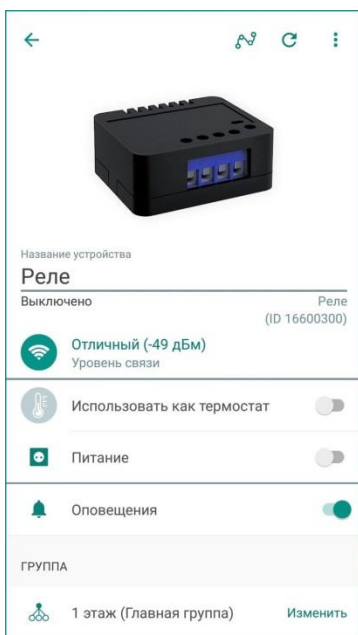 Название устройства
Реле
Выключено
Реле
(ID 16600300)
Отличный (-49 дБм)
Уровень связи
Использовать как термостат
Питание
Оповещения
ГРУППА
1 этаж (Главная группа) Изменить